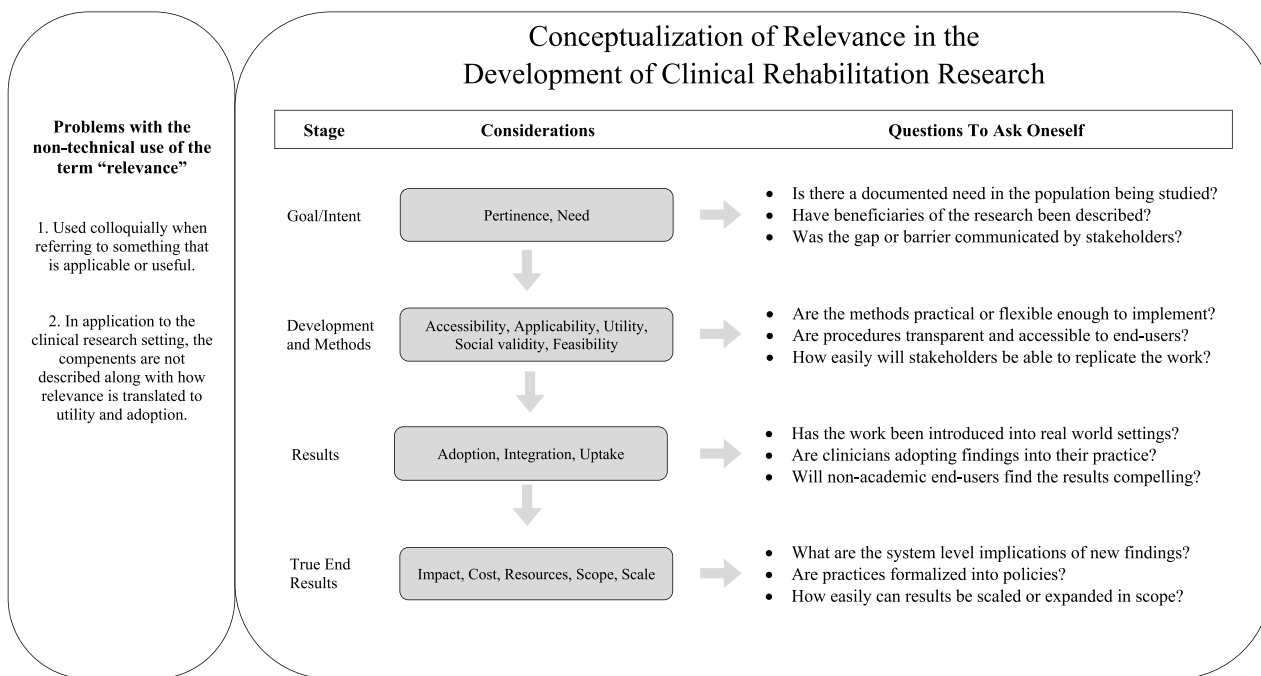 Problems with the
non-technical use of the
term “relevance”
1. Used colloquially when
referring to something that
is applicable or useful.
2. In application to the
clinical research setting, the
compenents are not
described along with how
relevance is translated to
utility and adoption.
Conceptualization of Relevance in the
Development of Clinical Rehabilitation Research
Stage Considerations Questions To Ask Oneself
Goal/Intent
Pertinence, Need
• Is there a documented need in the population being studied?
• Have beneficiaries of the research been described?
• Was the gap or barrier communicated by stakeholders?
Development
and Methods
Accessibility, Applicability, Utility,
Social validity, Feasibility
• Are the methods practical or flexible enough to implement?
• Are procedures transparent and accessible to end-users?
• How easily will stakeholders be able to replicate the work?
Results
Adoption, Integration, Uptake
• Has the work been introduced into real world settings?
• Are clinicians adopting findings into their practice?
• Will non-academic end-users find the results compelling?
True End
Results
Impact, Cost, Resources, Scope, Scale
• What are the system level implications of new findings?
• Are practices formalized into policies?
• How easily can results be scaled or expanded in scope?